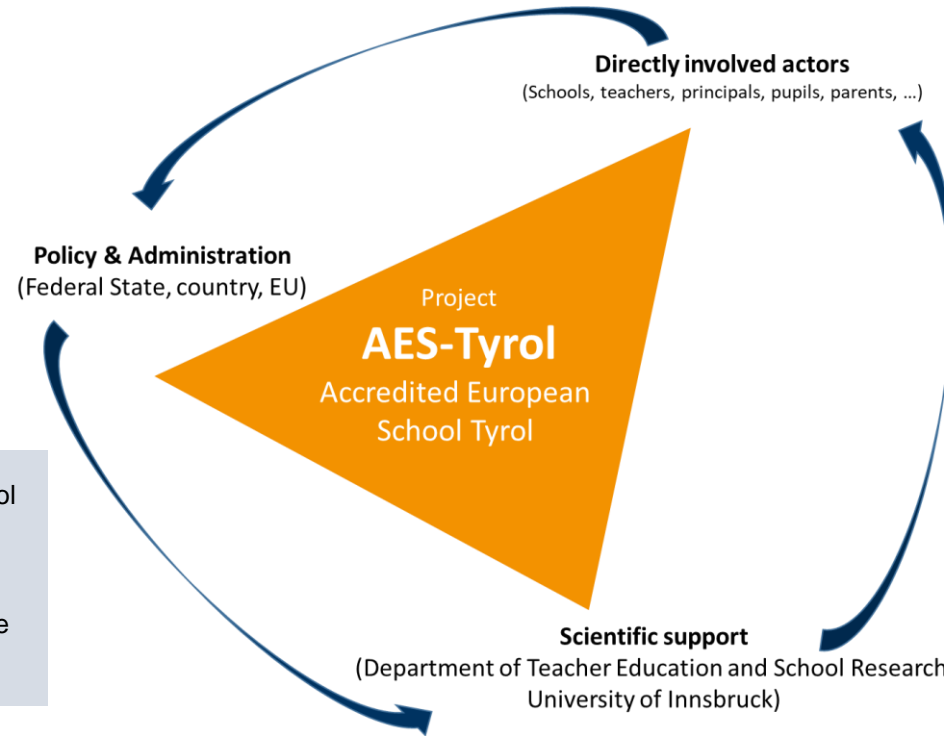 Directly involved actors
(Schools, teachers, principals, pupils, parents, ...)
Policy & Administration
(Federal State, country, EU)
Project
AES-Tyrol
Accredited European
School Tyrol
Scientific support
(Department of Teacher Education and School Research
University of Innsbruck)